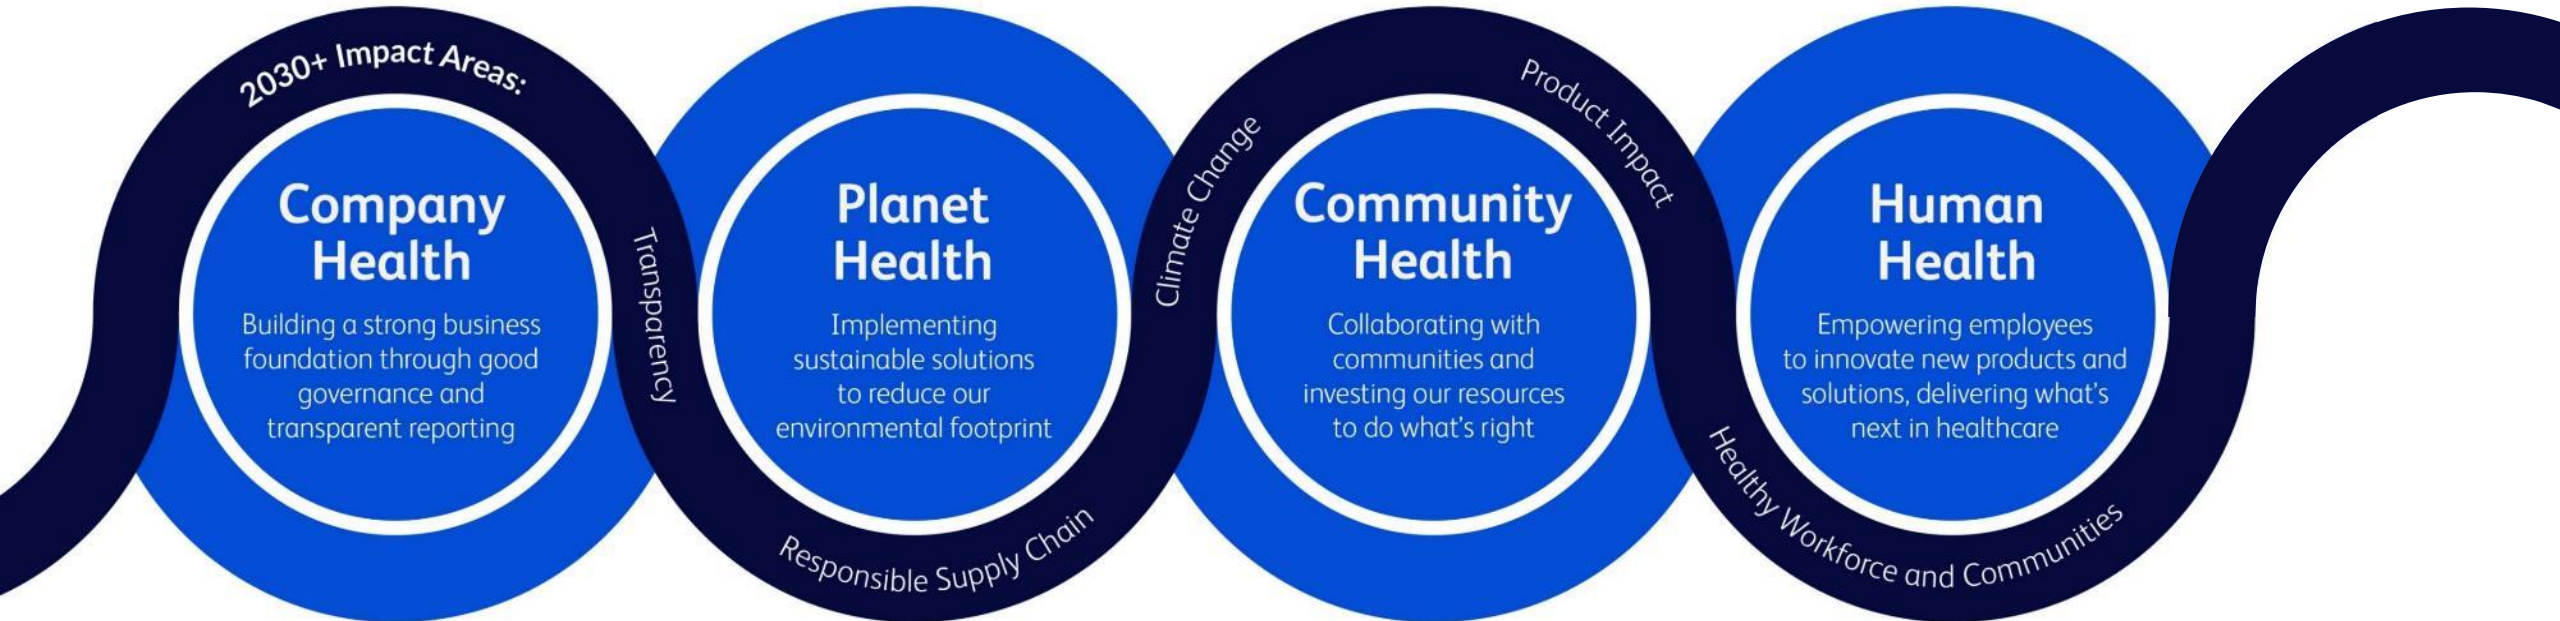 2030+ Impact Areas:
Company
Health
Building a strong business
foundation through good
governance and
transparent reporting
Transparency
Planet
Health
Implementing
sustainable solutions
to reduce our
environmental footprint
Responsible Supply Chain
Climate Change
Community
Health
Collaborating with
communities and
investing our resources
to do what's right
Product Impact
Human
Health
Empowering employees
to innovate new products and
solutions, delivering what's
next in healthcare
Healthy Workforce and Communities